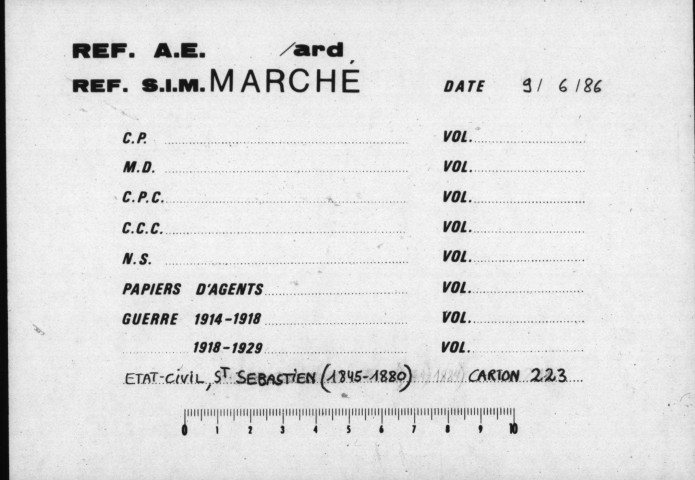 REF. A.E. /ard
REF. S.I.M. MARCHÉ DATE 9/ 6/86
C.P. VOL.
M.D. VOL.
C.P.C. VOL.
C.C.C. VOL.
N.S. VOL.
PAPIERS D'AGENTS VOL.
GUERRE 1914-1918 VOL.
1918-1929 VOL.
ETAT-CIVIL, ST SEBASTIEN (1845-1880) CARTON 223
0 1 2 3 4 5 6 7 8 9 10